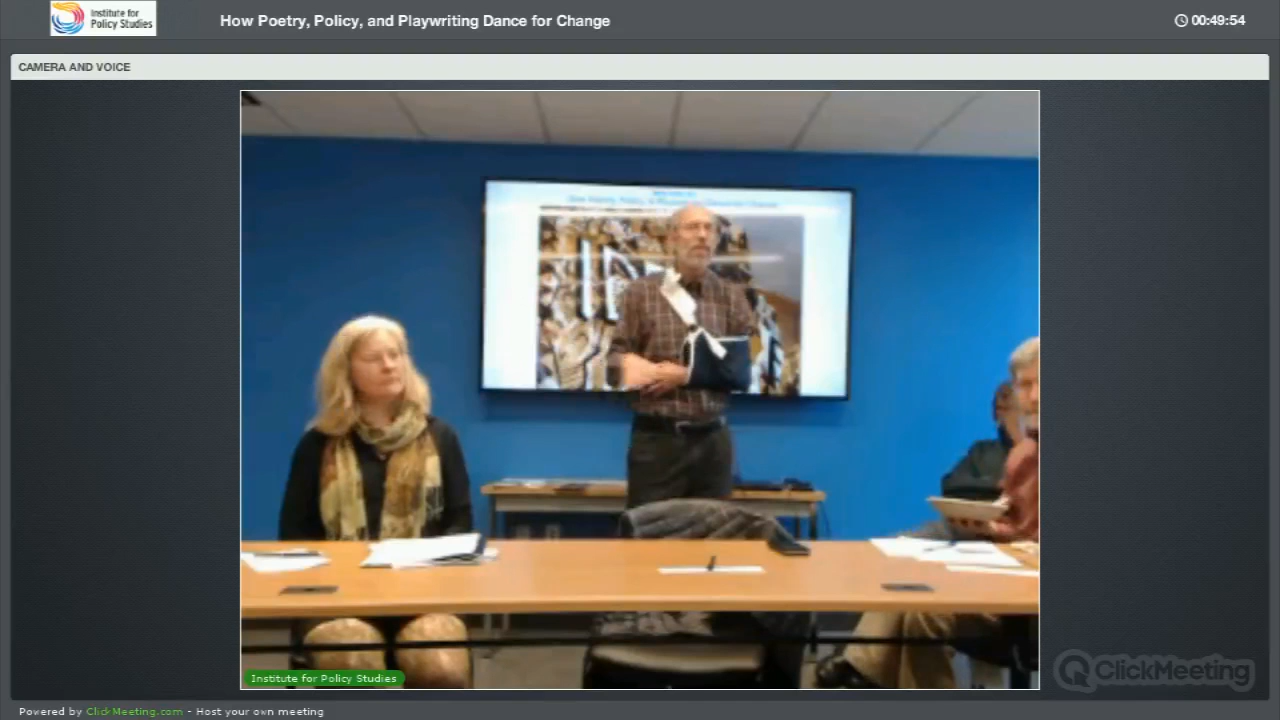 Institute for
Policy Studies
How Poetry, Policy, and Playwriting Dance for Change
00:49:54
CAMERA AND VOICE
Institute for Policy Studies
ClickMeeting
Powered by ClickMeeting.com - Host your own meeting